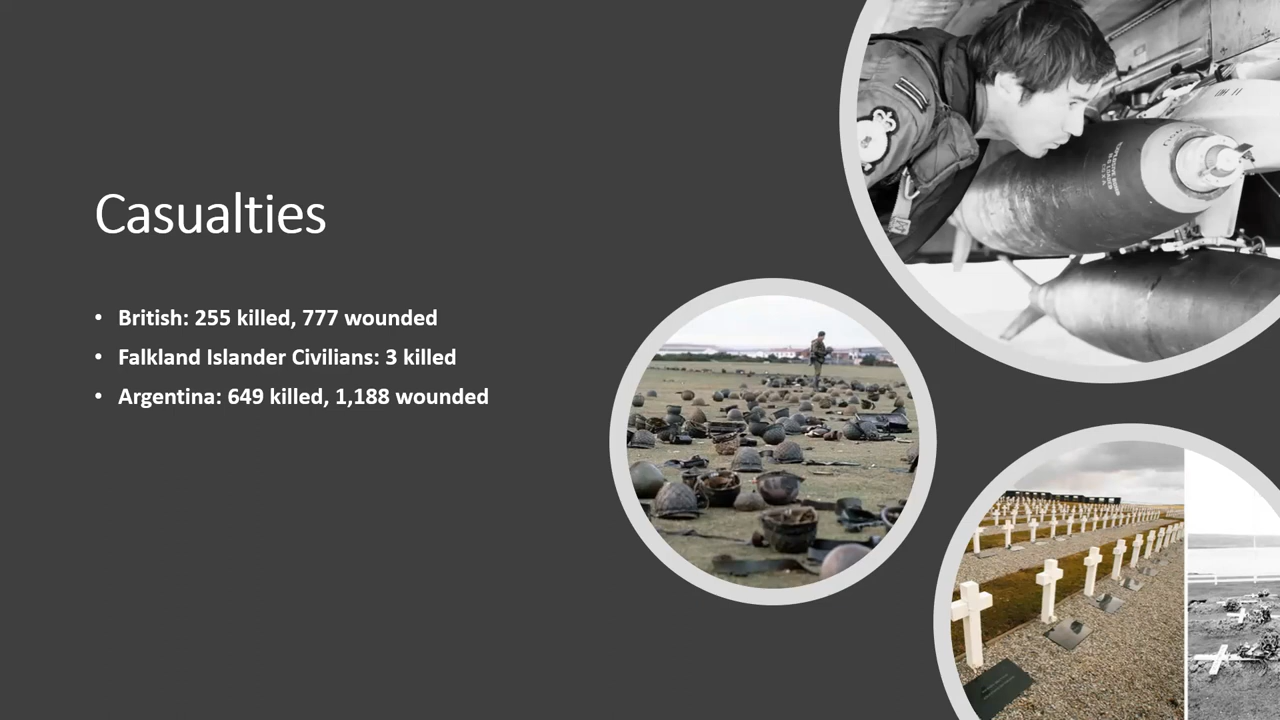 Casualties
• British: 255 killed, 777 wounded
• Falkland Islander Civilians: 3 killed
• Argentina: 649 killed, 1,188 wounded